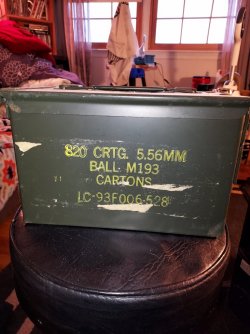 820 CRTG. 5.56MM
BALL M193
CARTONS
LC-93F006-528